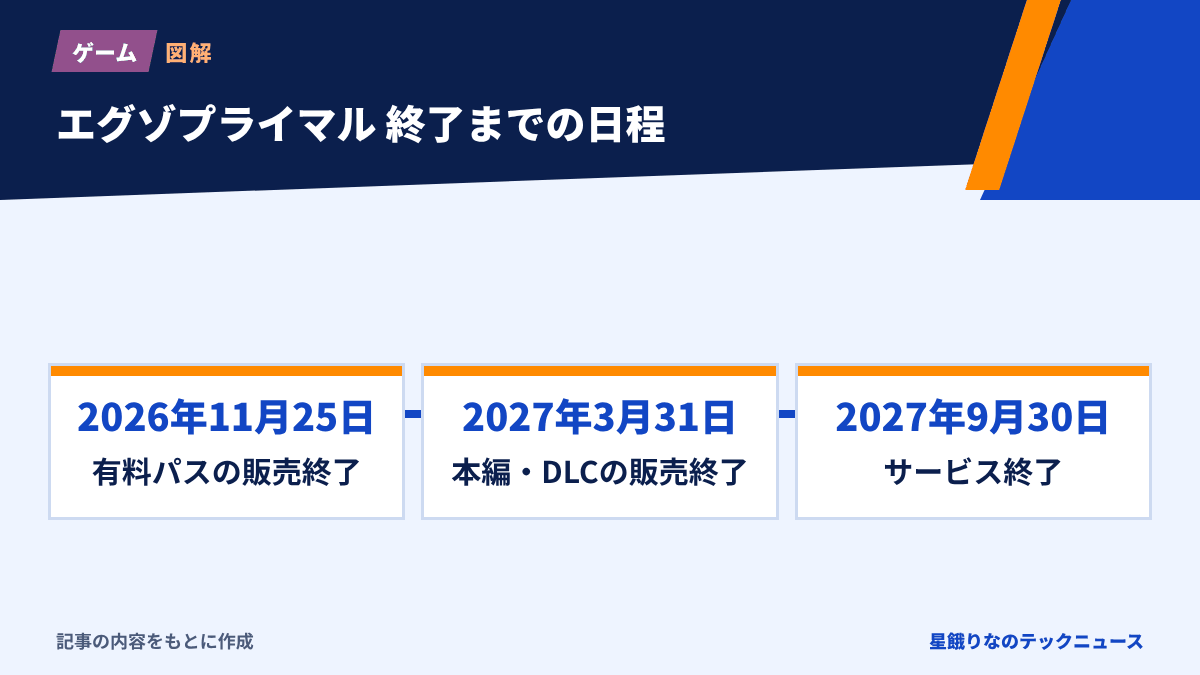 ゲーム 図解
エグゾプライマル 終了までの日程
2026年11月25日
有料パスの販売終了
2027年3月31日
本編・DLCの販売終了
2027年9月30日
サービス終了
記事の内容をもとに作成
星餓りなのテックニュース